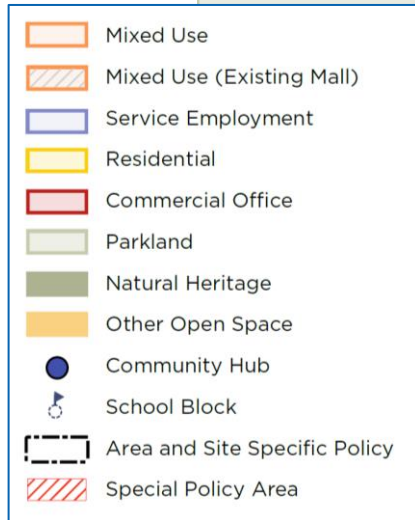 Mixed Use
Mixed Use (Existing Mall)
Service Employment
Residential
Commercial Office
Parkland
Natural Heritage
Other Open Space
Community Hub
School Block
Area and Site Specific Policy
Special Policy Area